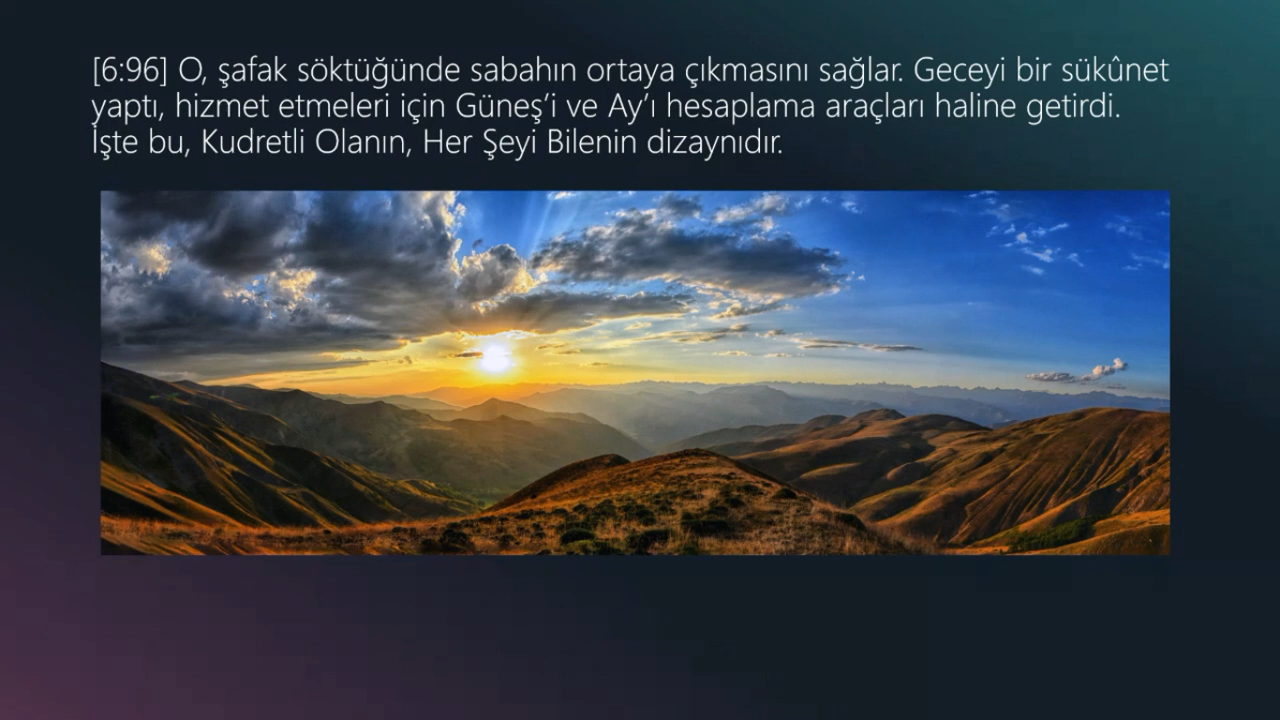 [6:96] O, şafak söktüğünde sabahın ortaya çıkmasını sağlar. Geceyi bir sükûnet
yaptı, hizmet etmeleri için Güneş’i ve Ay’ı hesaplama araçları haline getirdi.
İşte bu, Kudretli Olanın, Her Şeyi Bilenin dizaynıdır.